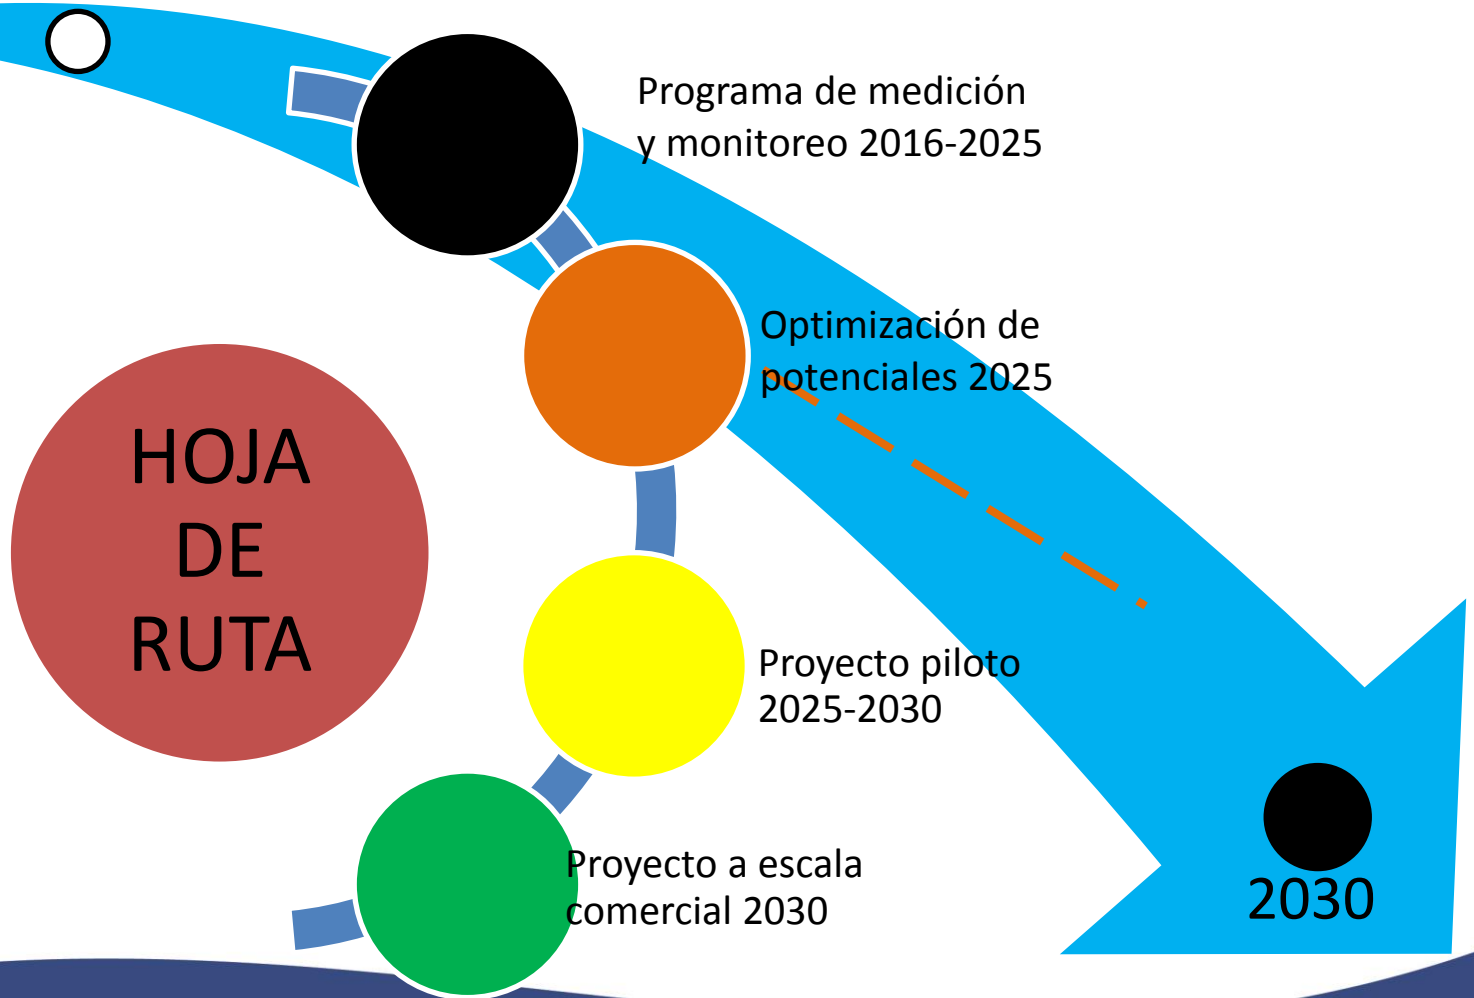 Programa de medición
y monitoreo 2016-2025
Optimización de
potenciales 2025
HOJA
DE
RUTA
Proyecto piloto
2025-2030
Proyecto a escala
comercial 2030
2030